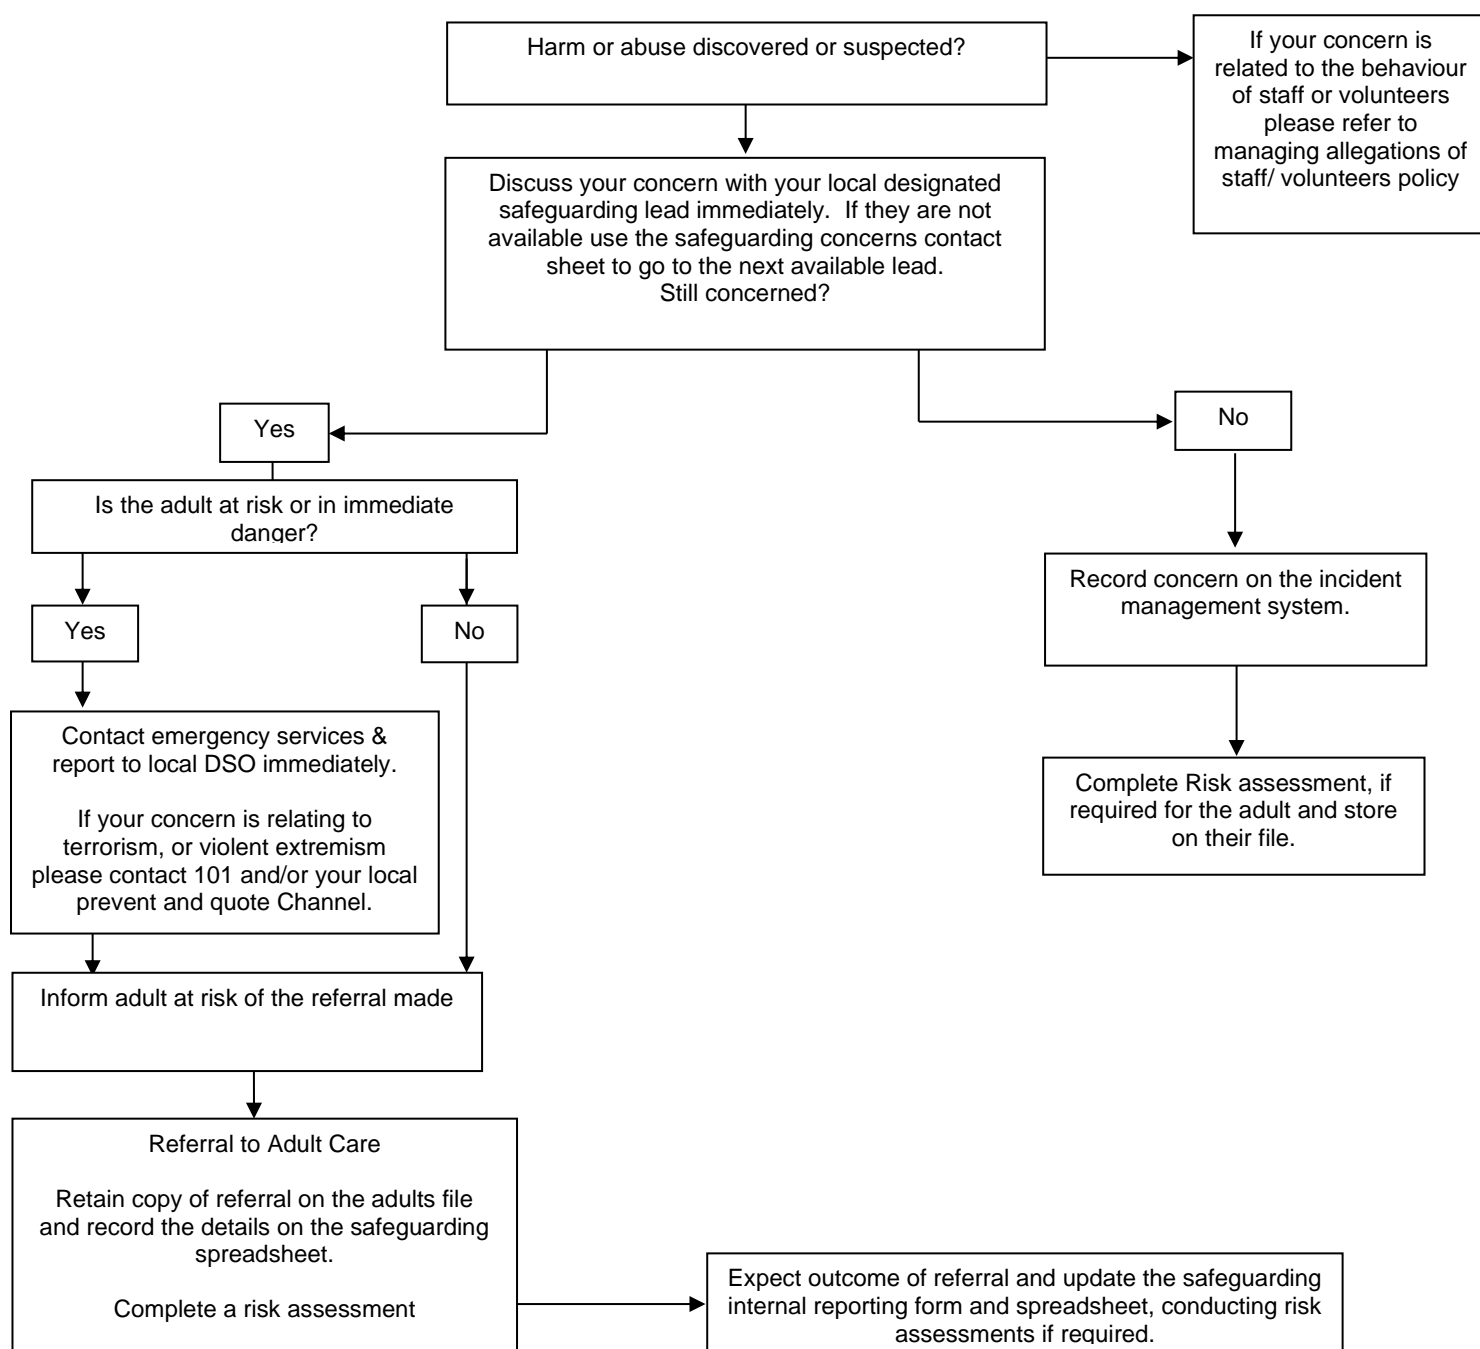 Harm or abuse discovered or suspected?
If your concern is
related to the behaviour
of staff or volunteers
please refer to
managing allegations of
staff/ volunteers policy
Discuss your concern with your local designated
safeguarding lead immediately.  If they are not
available use the safeguarding concerns contact
sheet to go to the next available lead.
Still concerned?
Yes
No
Is the adult at risk or in immediate
danger?
Yes
No
Record concern on the incident
management system.
Contact emergency services &
report to local DSO immediately.
If your concern is relating to
terrorism, or violent extremism
please contact 101 and/or your local
prevent and quote Channel.
Complete Risk assessment, if
required for the adult and store
on their file.
Inform adult at risk of the referral made
Referral to Adult Care
Retain copy of referral on the adults file
and record the details on the safeguarding
spreadsheet.
Complete a risk assessment
Expect outcome of referral and update the safeguarding
internal reporting form and spreadsheet, conducting risk
assessments if required.